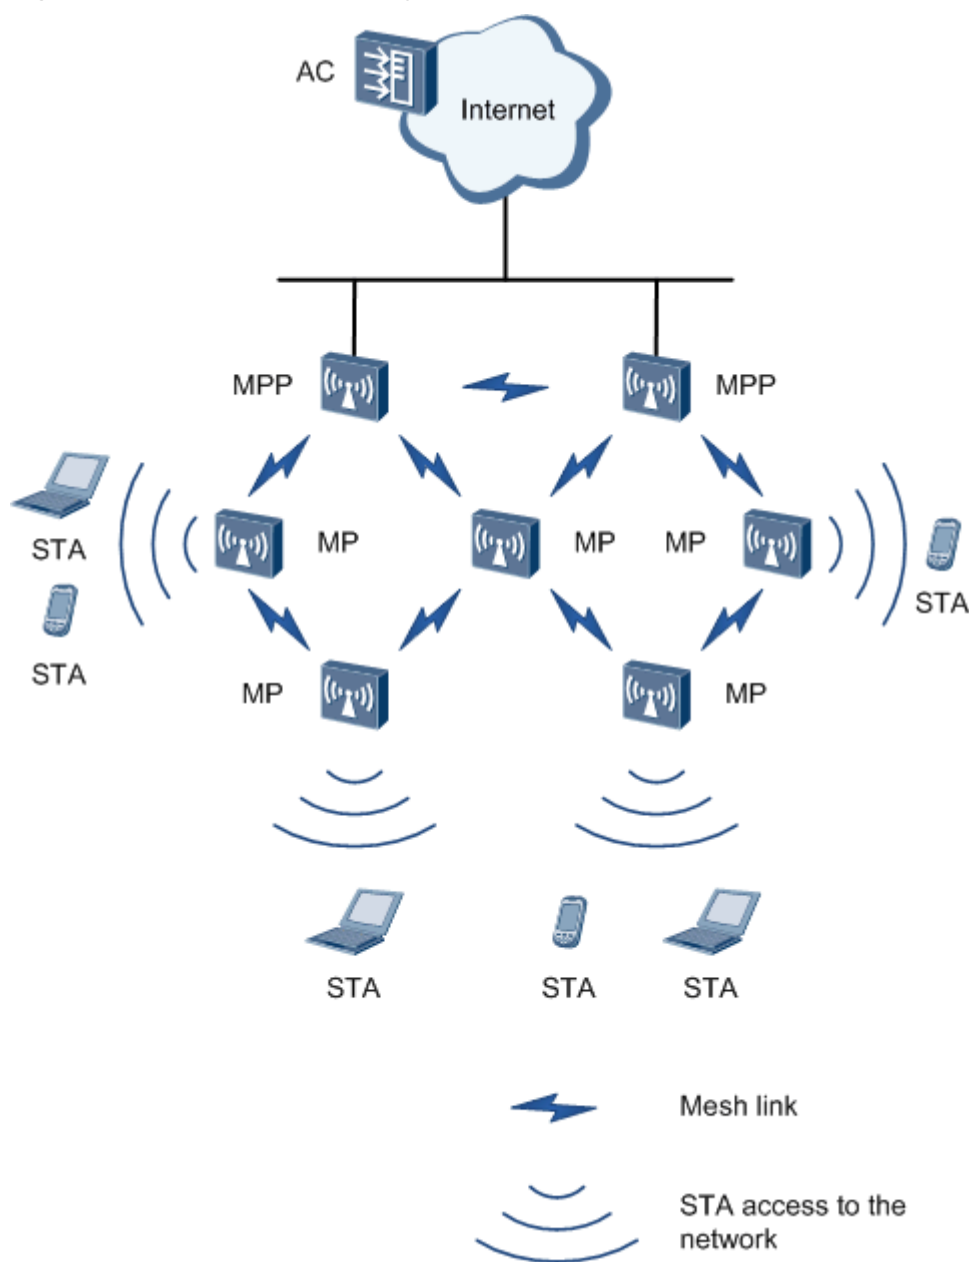 AC
Internet
MPP
MPP
STA
MP
MP
MP
STA
STA
MP
MP
STA
STA
STA
Mesh link
STA access to the
network